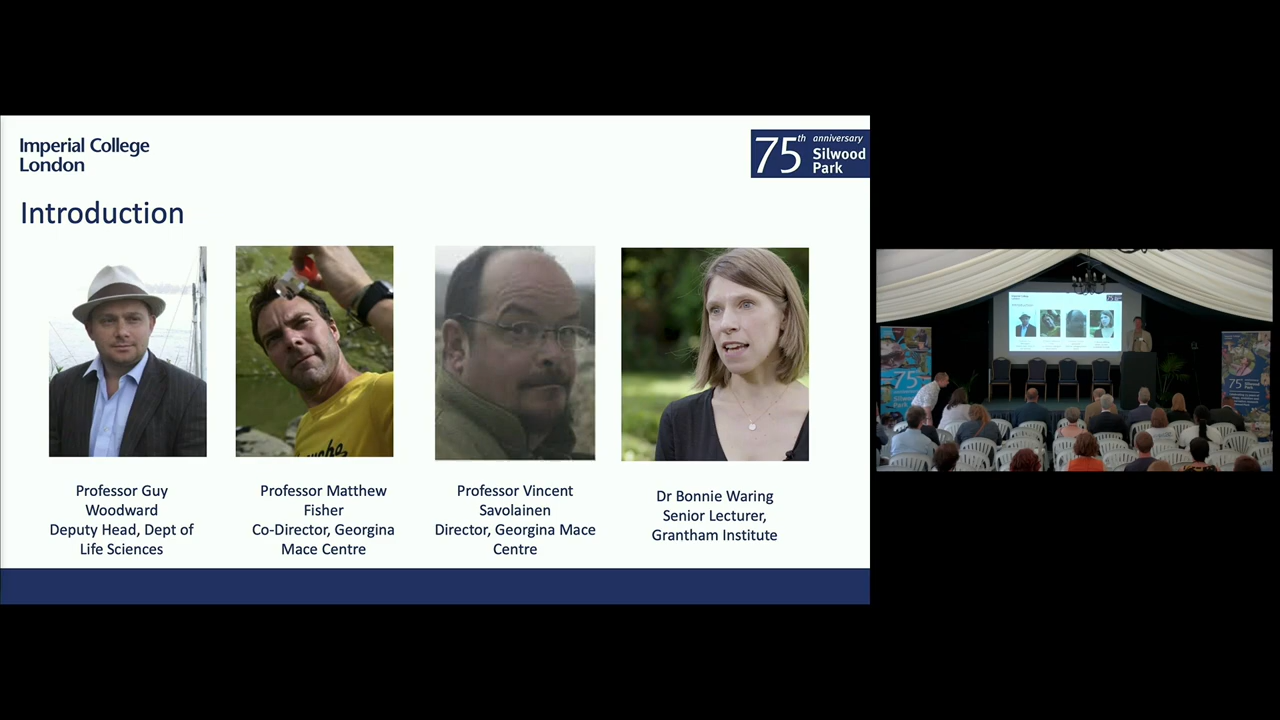 Imperial College
London
75th anniversary
Silwood
Park
Introduction
Professor Guy
Woodward
Deputy Head, Dept of
Life Sciences
Professor Matthew
Fisher
Co-Director, Georgina
Mace Centre
Professor Vincent
Savolainen
Director, Georgina Mace
Centre
Dr Bonnie Waring
Senior Lecturer,
Grantham Institute
75
75